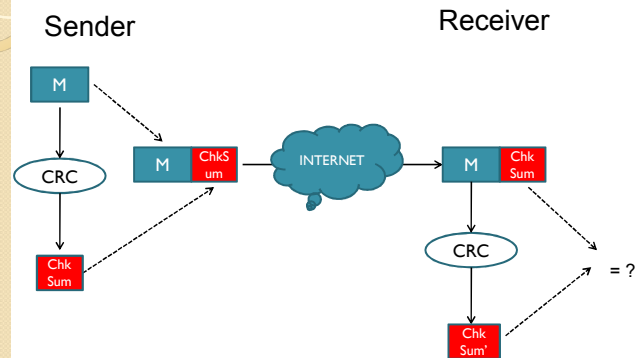 Sender
Receiver
M
CRC
Chk
Sum
M
ChkS
um
INTERNET
M
Chk
Sum
CRC
Chk
Sum'
= ?